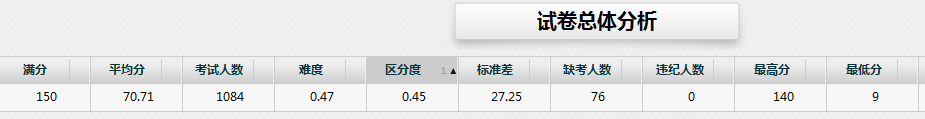 试卷总体分析
满分 平均分 考试人数 难度 区分度 1▲ 标准差 缺考人数 违纪人数 最高分 最低分
150 70.71 1084 0.47 0.45 27.25 76 0 140 9